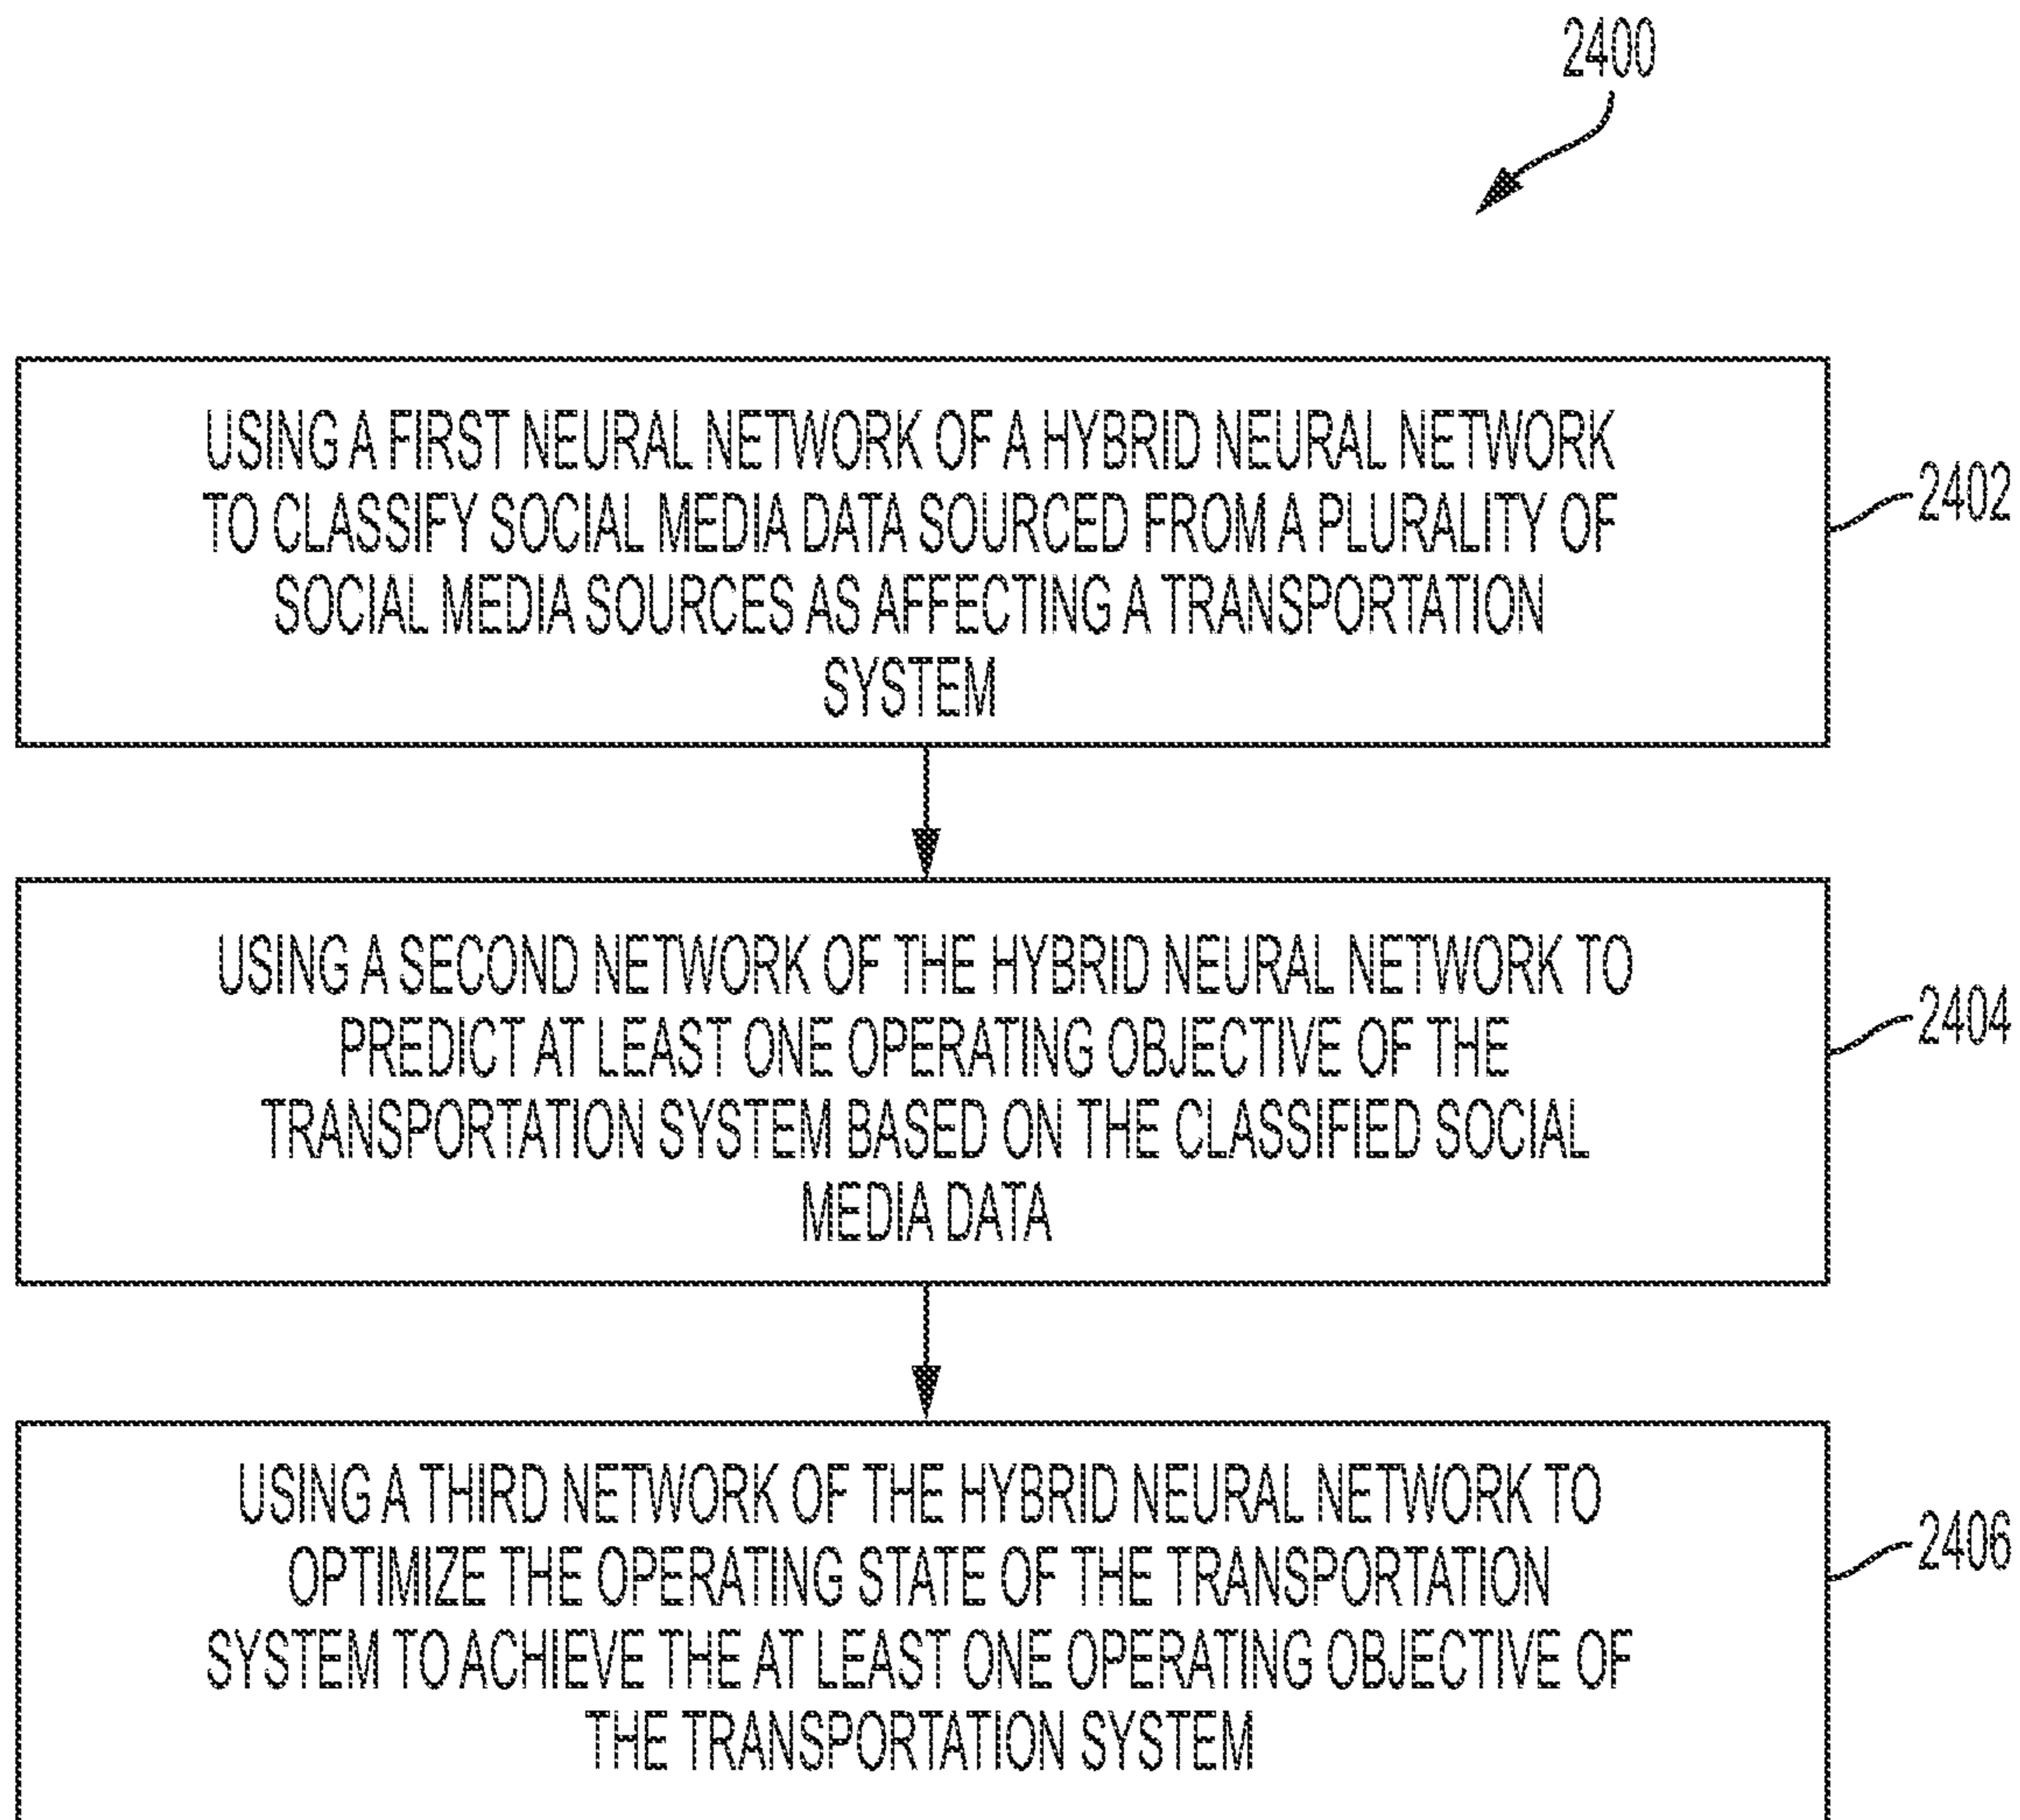 2400
USING A FIRST NEURAL NETWORK OF A HYBRID NEURAL NETWORK
TO CLASSIFY SOCIAL MEDIA DATA SOURCED FROM A PLURALITY OF
SOCIAL MEDIA SOURCES AS AFFECTING A TRANSPORTATION
SYSTEM
2402
USING A SECOND NETWORK OF THE HYBRID NEURAL NETWORK TO
PREDICT AT LEAST ONE OPERATING OBJECTIVE OF THE
TRANSPORTATION SYSTEM BASED ON THE CLASSIFIED SOCIAL
MEDIA DATA
2404
USING A THIRD NETWORK OF THE HYBRID NEURAL NETWORK TO
OPTIMIZE THE OPERATING STATE OF THE TRANSPORTATION
SYSTEM TO ACHIEVE THE AT LEAST ONE OPERATING OBJECTIVE OF
THE TRANSPORTATION SYSTEM
2406